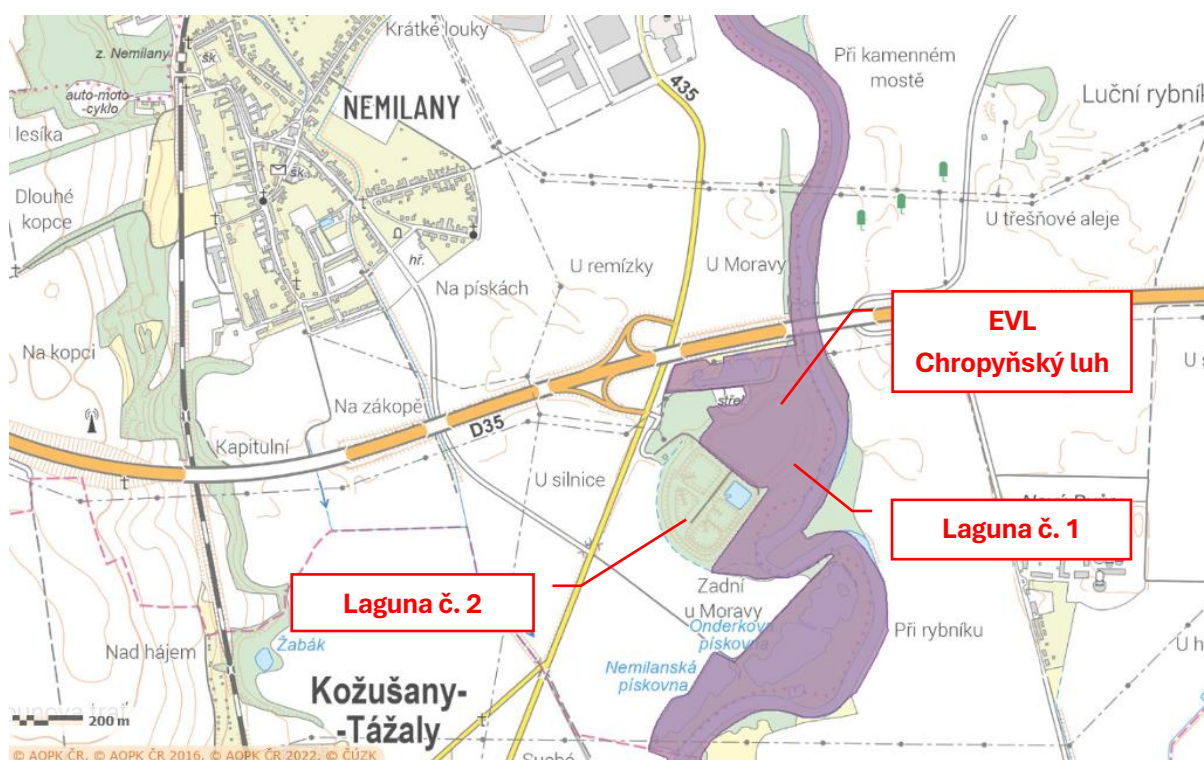 Krátké louky
z. Nemilany
šk.
auto-moto
-cyklo
NEMILANY
435
Při kamenném
mostě
Luční rybník
lesíka
šk.
Dlouhé
kopce
hř.
U remízky
U Moravy
U třešňové aleje
Na pískách
EVL
Chropyňský luh
Na kopci
střel
Na zákopě
D35
Kapitulní
U silnice
Laguna č. 1
Laguna č. 2
Zadní
u Moravy
Onderkova
pískovna
Při rybníku
Nad hájem
Žabák
Nemilanská
pískovna
Kožušany-
-Tážaly
200 m
© AOPK ČR, © AOPK ČR 2016, © AOPK ČR 2022, © ČÚZK